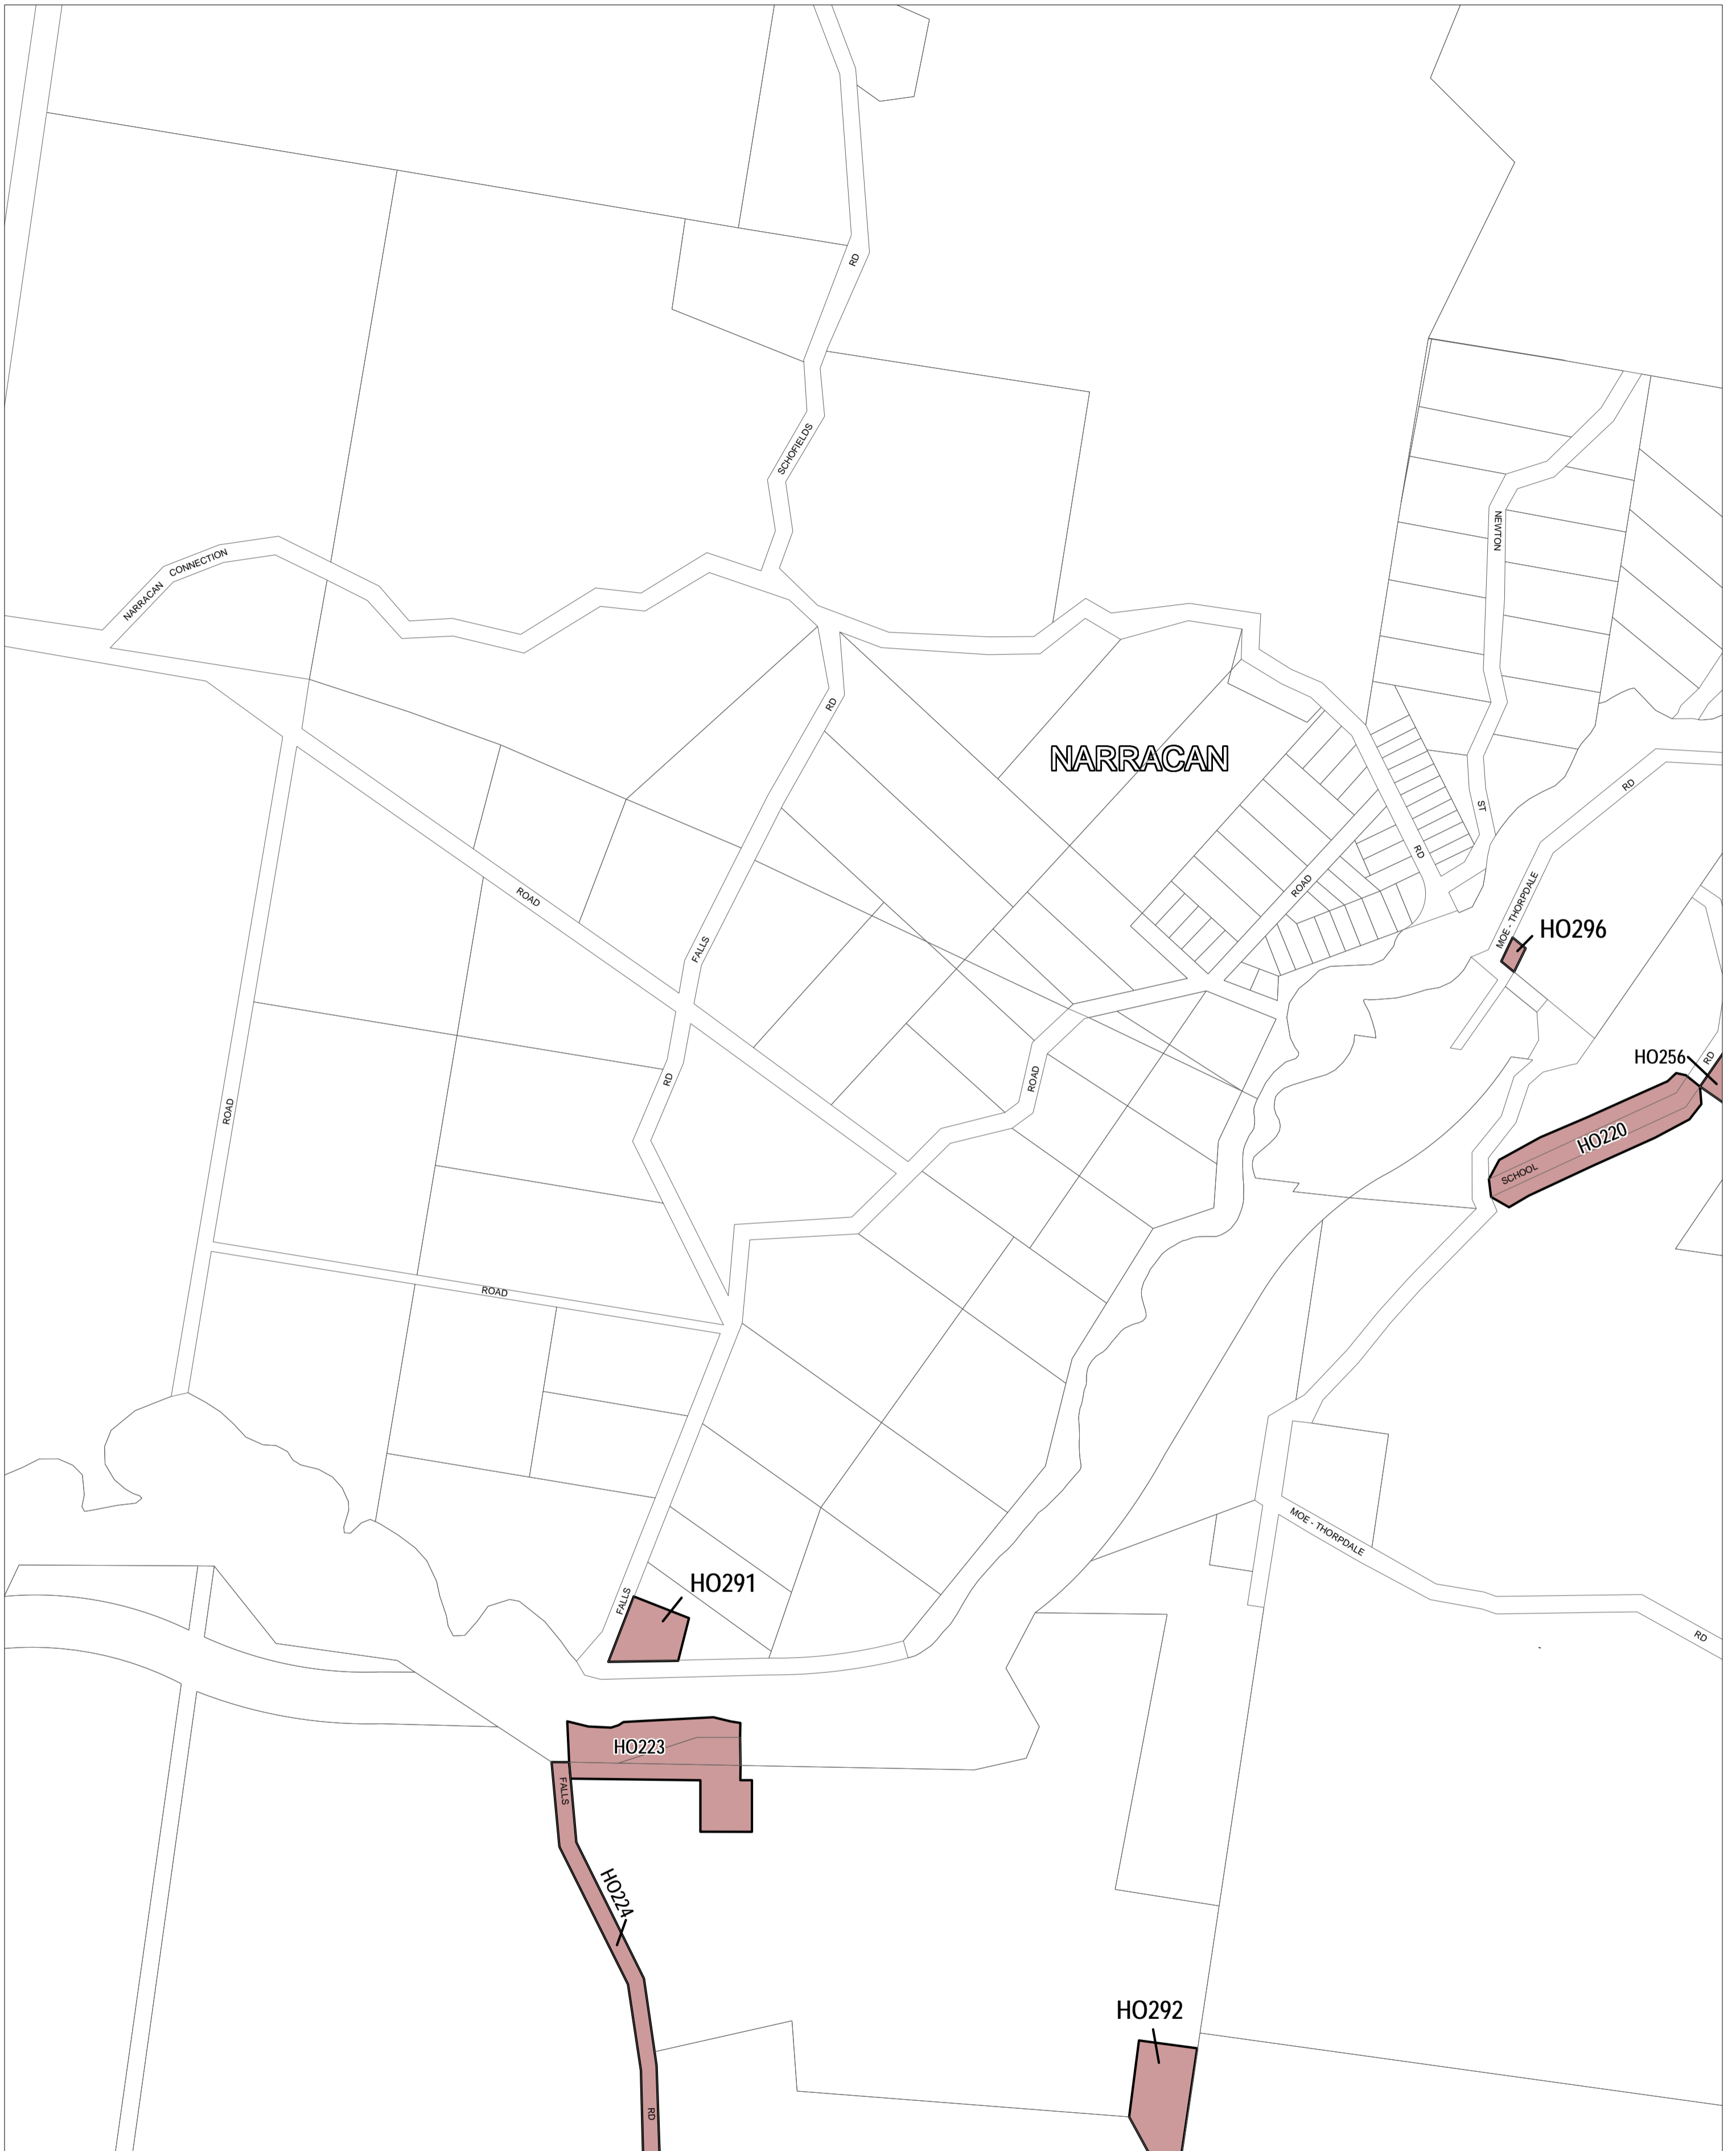 RD
SCHOFIELDS
NEWTON
NARRACAN CONNECTION
RD
NARRACAN
RD
ST
RD
ROAD
ROAD
MOE - THORPDALE
HO296
FALLS
HO256
RD
RD
ROAD
ROAD
HO220
SCHOOL
ROAD
MOE - THORPDALE
HO291
FALLS
RD
HO223
FALLS
HO224
HO292
RD